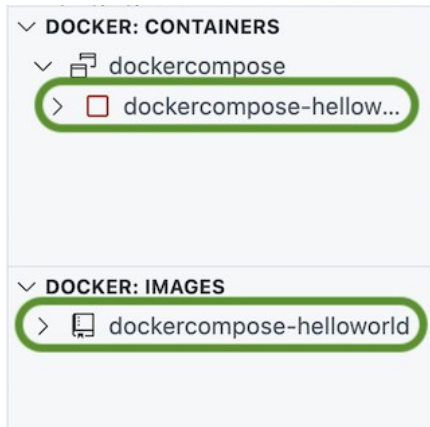 DOCKER: CONTAINERS
dockercompose
dockercompose-hellow...
DOCKER: IMAGES
dockercompose-helloworld